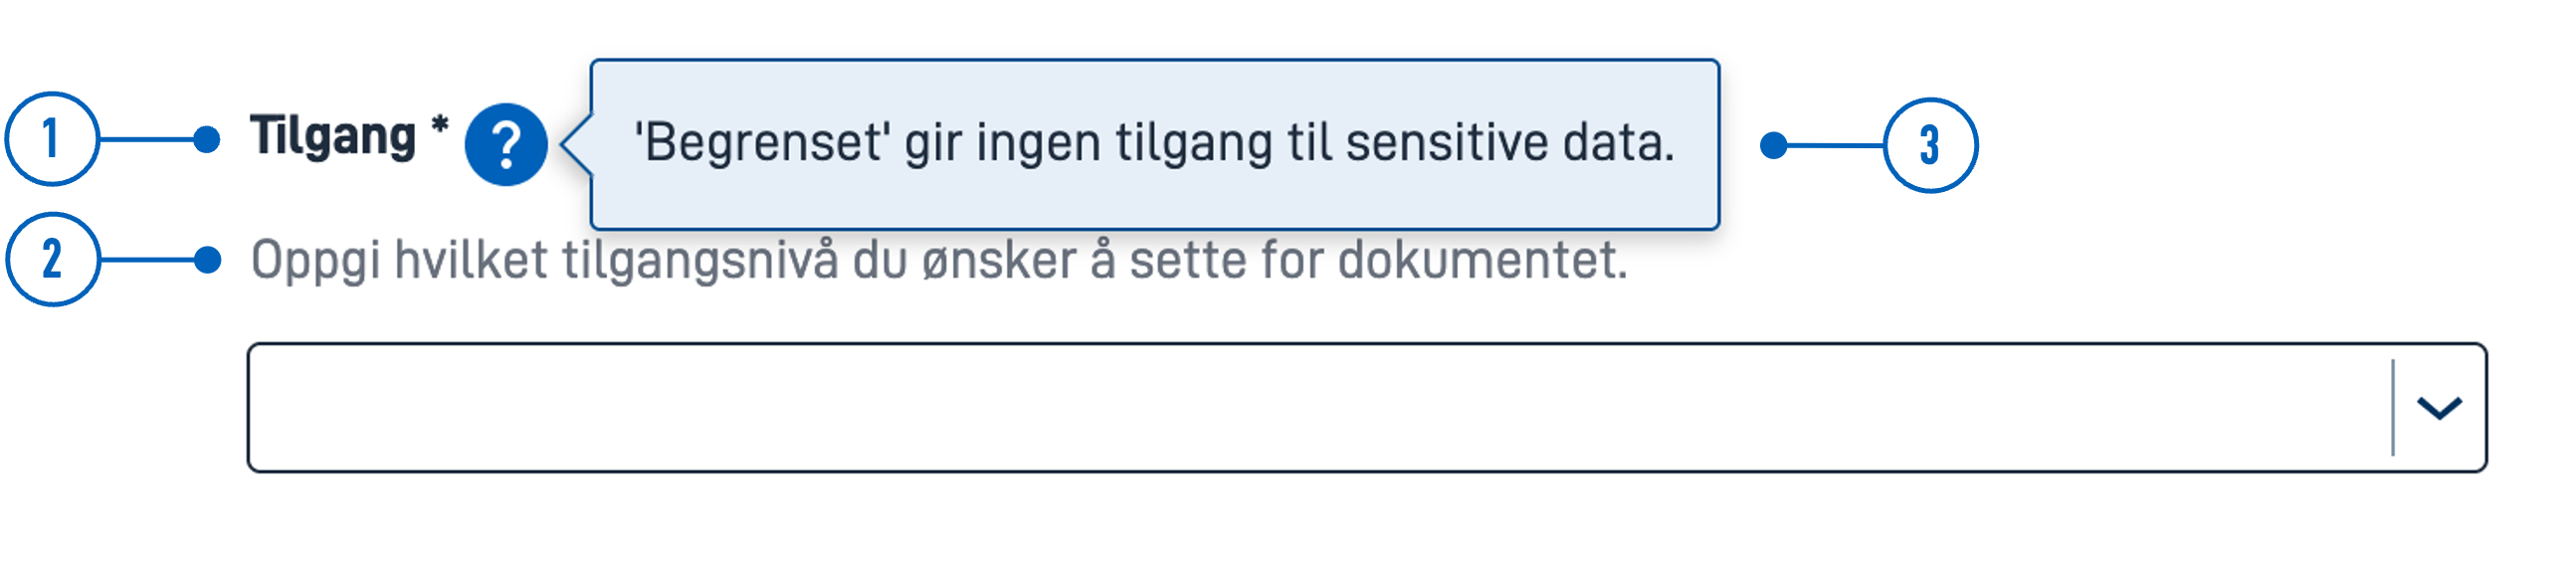 1 Tilgang * ? 'Begrenset' gir ingen tilgang til sensitive data. 3
2 Oppgi hvilket tilgangsnivå du ønsker å sette for dokumentet.